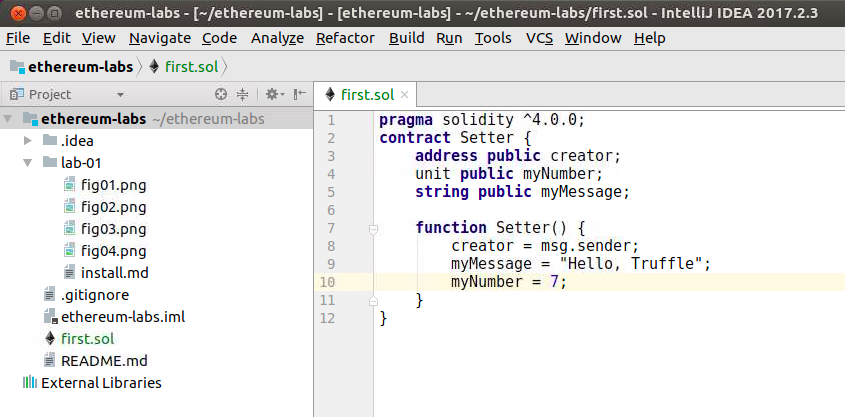 ethereum-labs - [~/ethereum-labs] - [ethereum-labs] - ~/ethereum-labs/first.sol - IntelliJ IDEA 2017.2.3
File Edit View Navigate Code Analyze Refactor Build Run Tools VCS Window Help
ethereum-labs first.sol
Project
first.sol
ethereum-labs ~/ethereum-labs
.idea
lab-01
fig01.png
fig02.png
fig03.png
fig04.png
install.md
.gitignore
ethereum-labs.iml
first.sol
README.md
External Libraries
1 pragma solidity ^4.0.0;
2 contract Setter {
3     address public creator;
4     unit public myNumber;
5     string public myMessage;
6
7     function Setter() {
8         creator = msg.sender;
9         myMessage = "Hello, Truffle";
10         myNumber = 7;
11     }
12 }